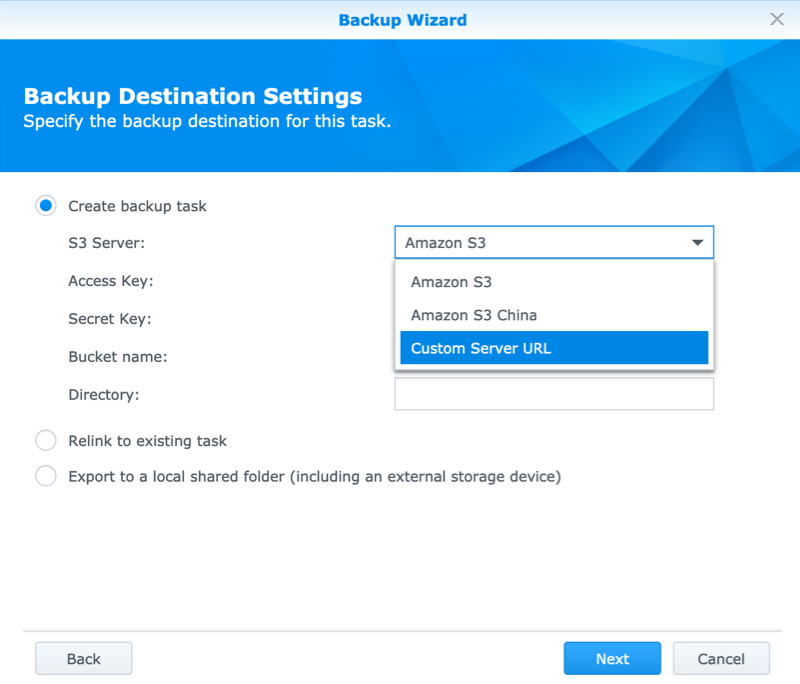 Backup Wizard
Backup Destination Settings
Specify the backup destination for this task.
Create backup task
S3 Server: Amazon S3
Amazon S3
Access Key:
Amazon S3 China
Secret Key:
Custom Server URL
Bucket name:
Directory:
Relink to existing task
Export to a local shared folder (including an external storage device)
Back Next Cancel